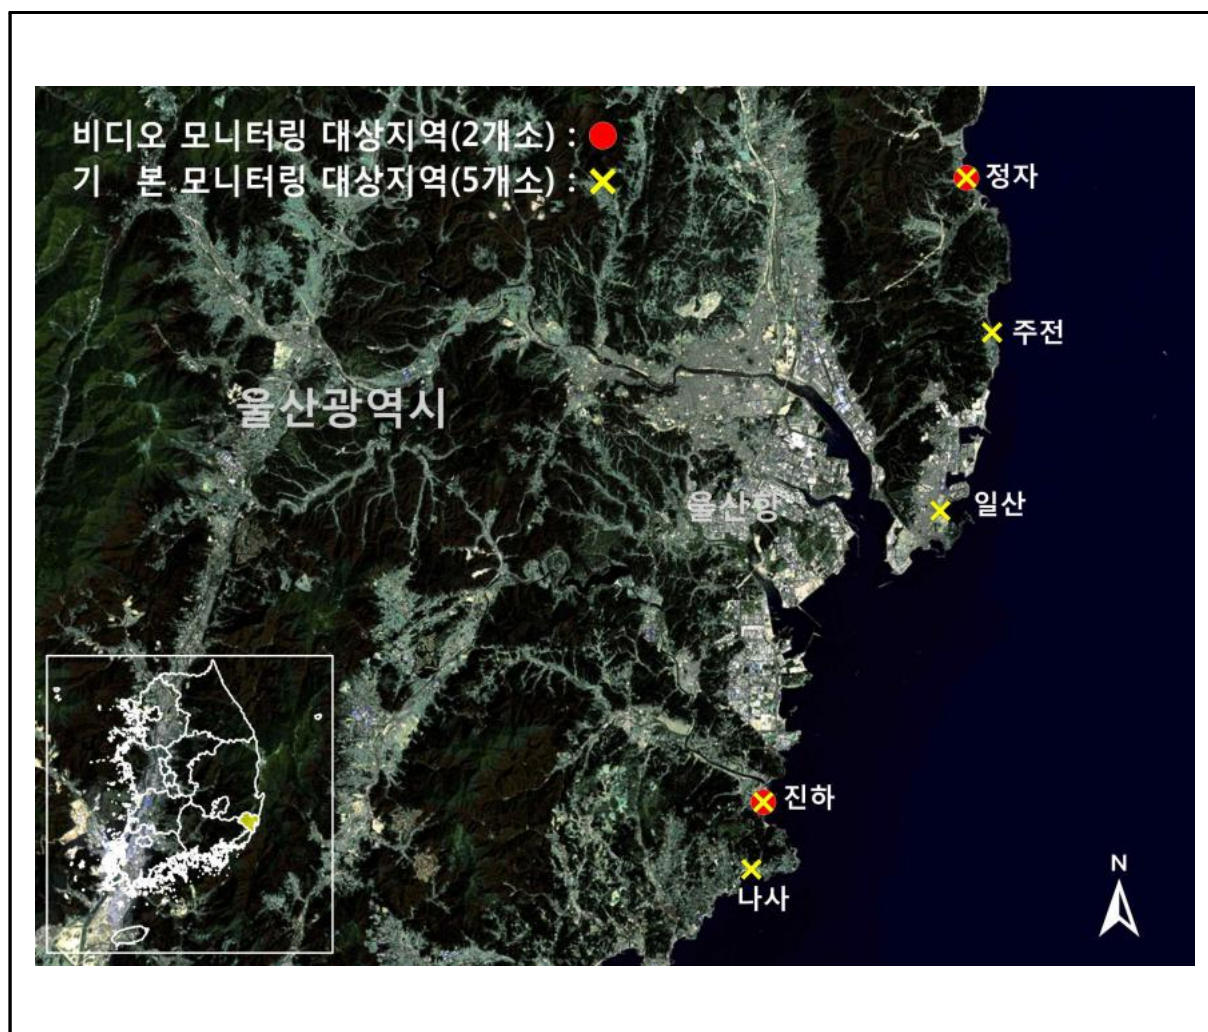 비디오 모니터링 대상지역(2개소) :
기 본 모니터링 대상지역(5개소) :
정자
주전
울산광역시
울산항
일산
진하
나사
N